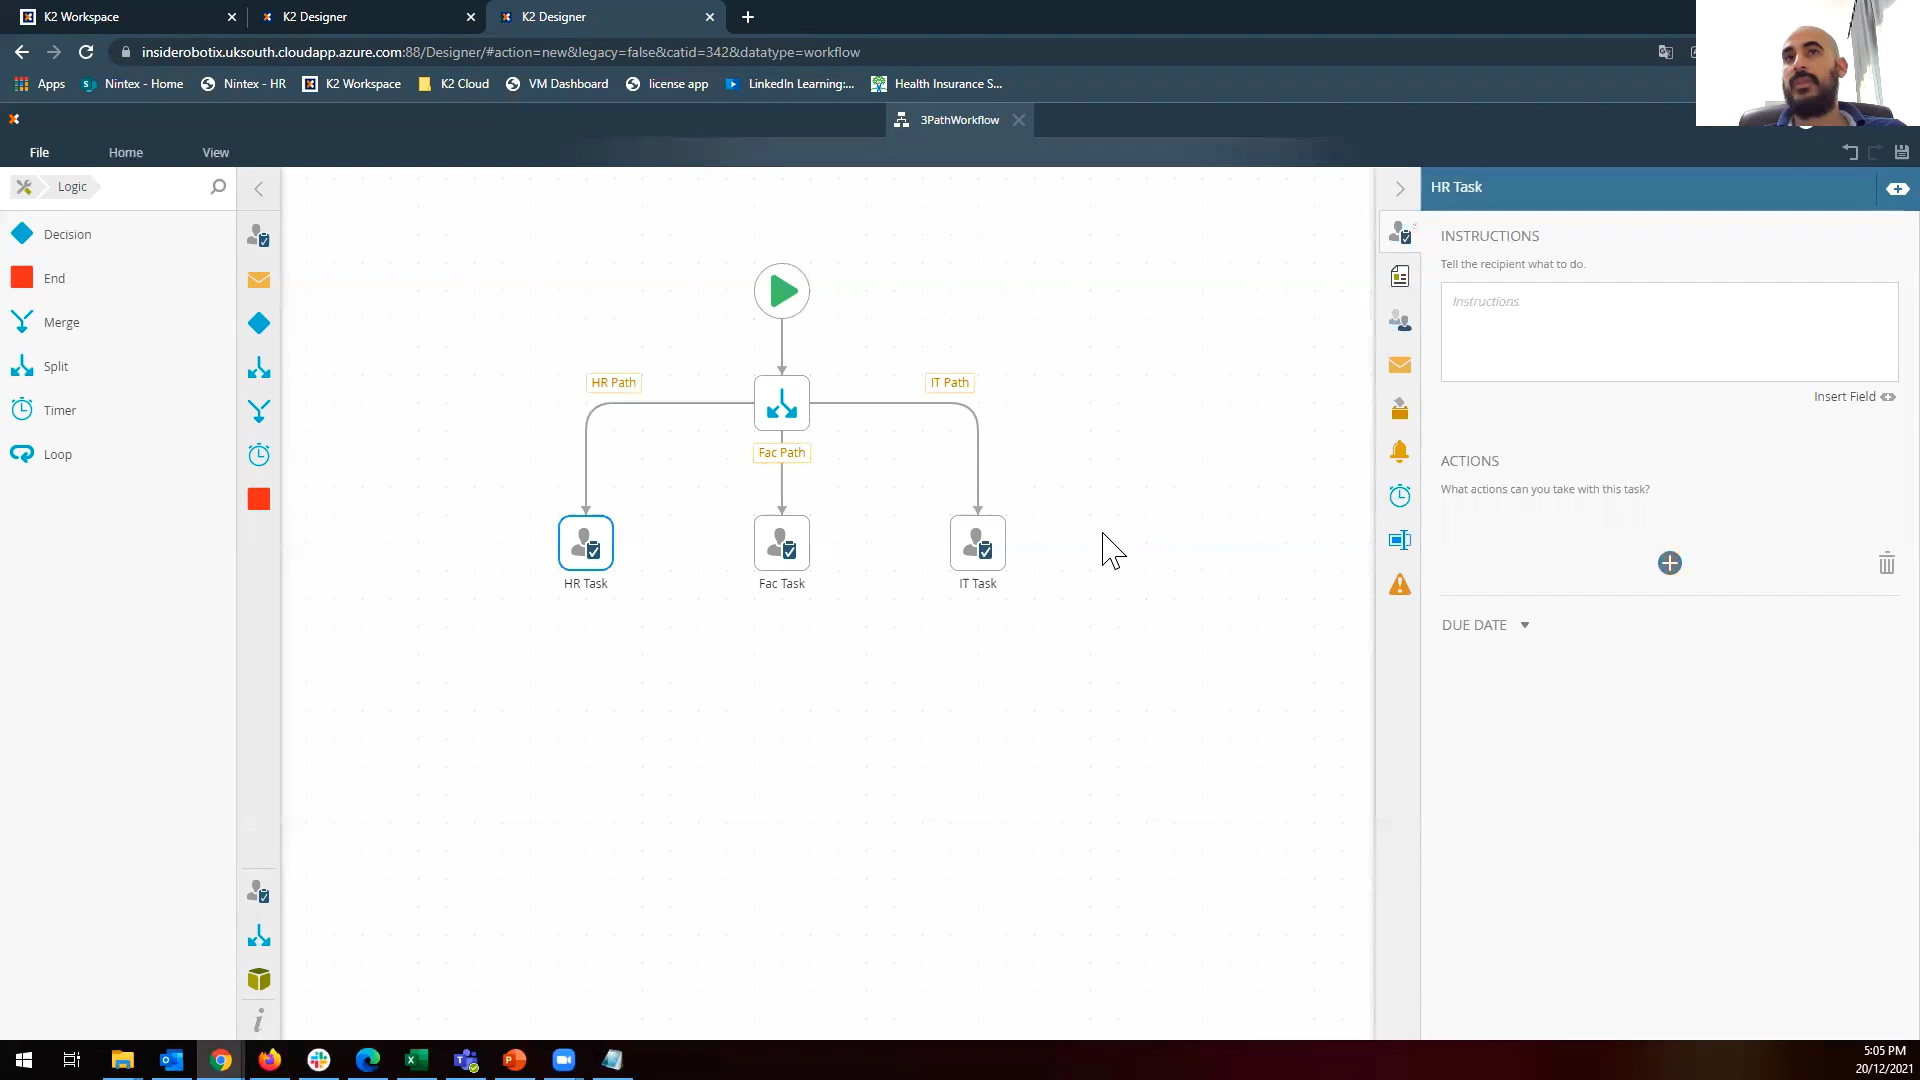 K2 Workspace
K2 Designer
K2 Designer
insiderobotix.uksouth.cloudapp.azure.com:88/Designer/#action=new&legacy=false&catid=342&datatype=workflow
Apps
Nintex - Home
Nintex - HR
K2 Workspace
K2 Cloud
VM Dashboard
license app
LinkedIn Learning:...
Health Insurance S...
3PathWorkflow
File
Home
View
Logic
HR Task
Decision
End
Merge
Split
Timer
Loop
HR Path
IT Path
Fac Path
HR Task
Fac Task
IT Task
INSTRUCTIONS
Tell the recipient what to do.
Instructions
Insert Field
ACTIONS
What actions can you take with this task?
DUE DATE
5:05 PM
20/12/2021